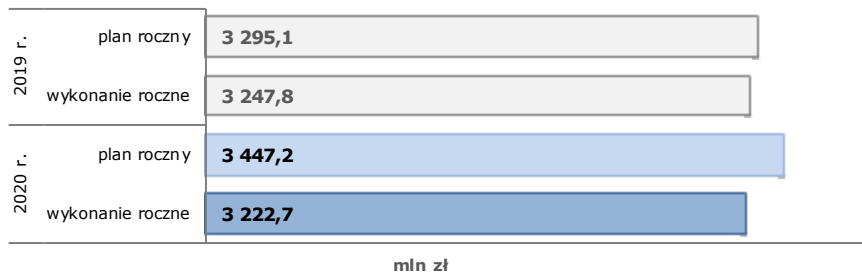 2019 r.
plan roczny 3 295,1
wykonanie roczne 3 247,8
2020 r.
plan roczny 3 447,2
wykonanie roczne 3 222,7
mln zł